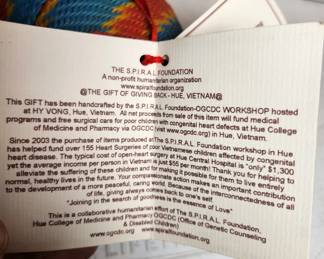 THE S.P.I.R.A.L FOUNDATION
A non-profit humanitarian organization
www.spiralfoundation.org
@THE GIFT OF GIVING BACK - HUE, VIETNAM@
This GIFT has been handcrafted by the S.P.I.R.A.L Foundation-OGCDC WORKSHOP hosted
at HY VONG, Hue, Vietnam. All net proceeds from sale of this item will fund medical
programs and free surgical care for poor children with congenital heart defects at Hue College
of Medicine and Pharmacy via OGCDC (visit www.ogcdc.org) in Hue, Vietnam.
Since 2003 the purchase of items produced at The S.P.I.R.A.L Foundation workshop in Hue
has helped fund over 155 Heart Surgeries of poor Vietnamese children affected by congenital
heart disease. The typical cost of open-heart surgery at Hue Central Hospital is "only" $1,300
yet the average income per person in Vietnam is just $55 per month! Thank you for helping to
alleviate the suffering of these children and for making it possible for them to live entirely
normal, healthy lives in the future. Your compassionate action makes an important contribution
to the development of a more peaceful, caring world. Because of the interconnectedness of all
of life, giving always comes back to one's self.
"Joining in the search of goodness is the essence of Love"
This is a collaborative humanitarian effort of The S.P.I.R.A.L. Foundation,
Hue College of Medicine and Pharmacy OGCDC (Office of Genetic Counseling
& Disabled Children)
www.ogcdc.org www.spiralfoundation.org